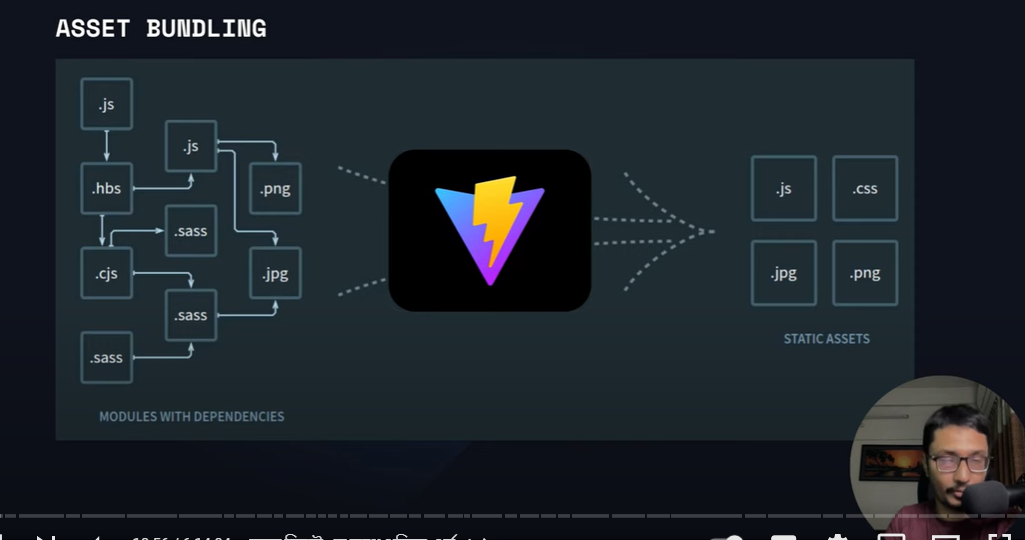 ASSET BUNDLING
.js
.js
.hbs
.png
.sass
.cjs
.jpg
.sass
.sass
MODULES WITH DEPENDENCIES
.js
.css
.jpg
.png
STATIC ASSETS